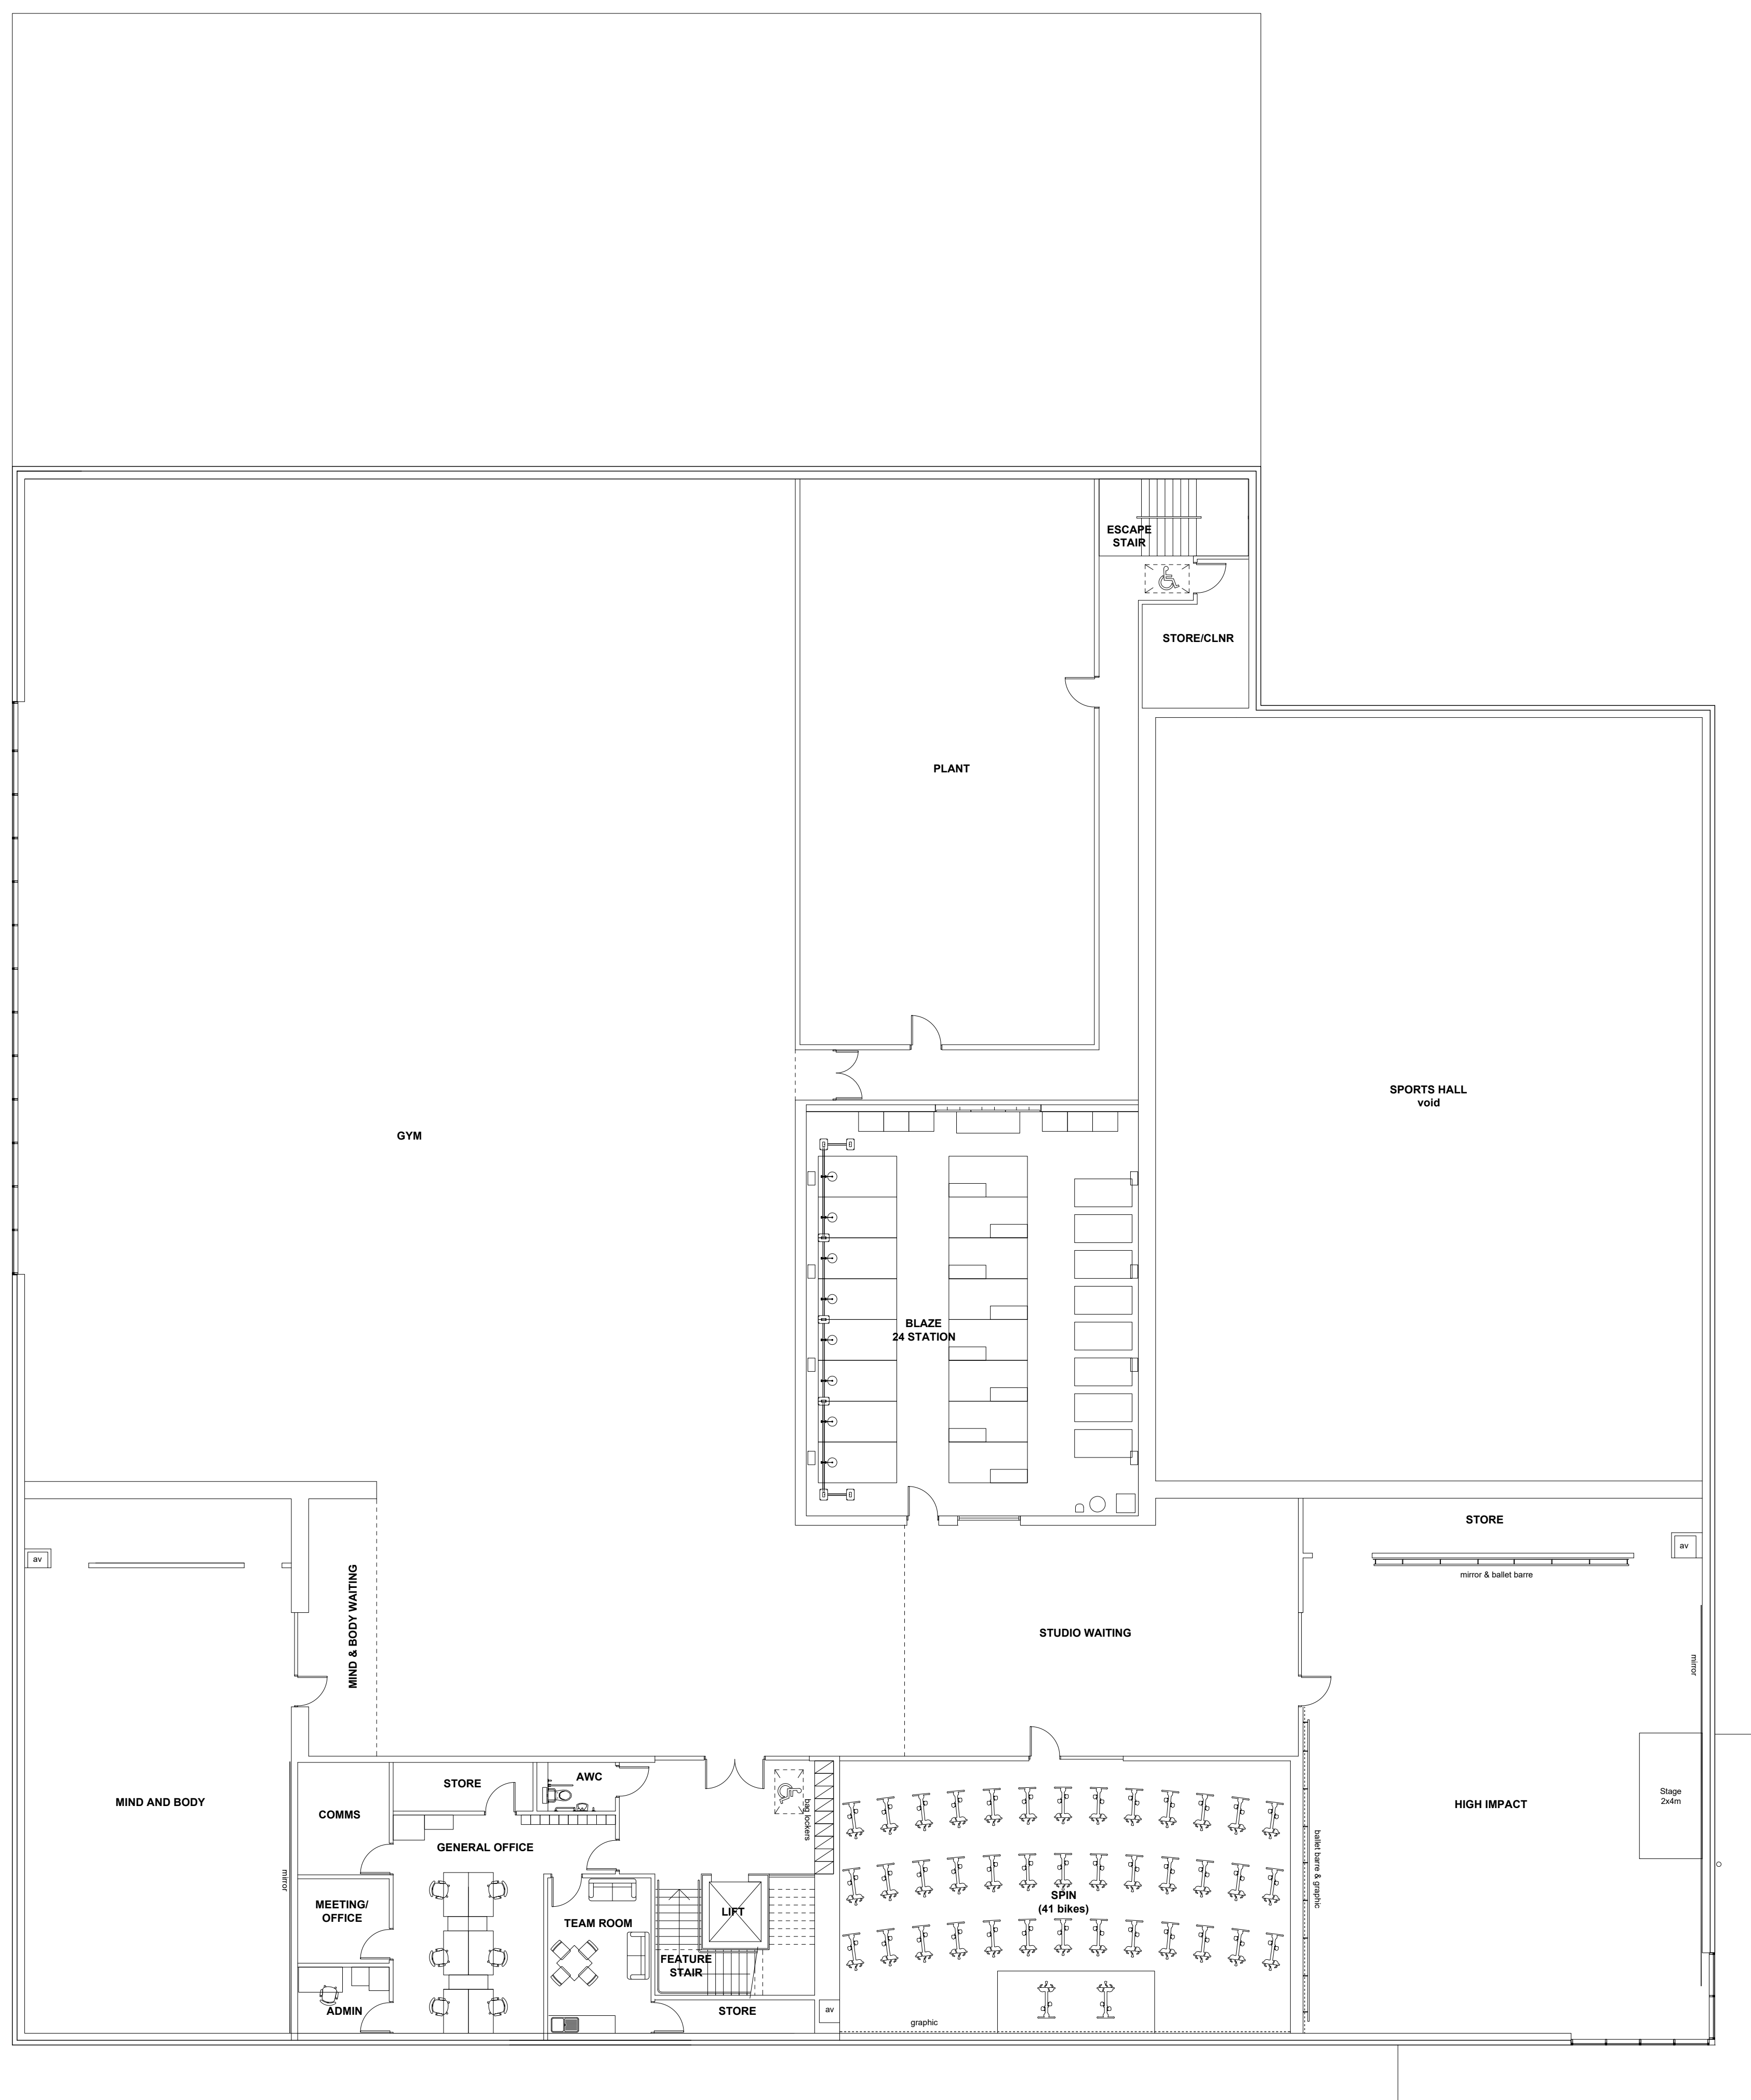 ESCAPE
STAIR
STORE/CLNR
PLANT
SPORTS HALL
void
GYM
BLAZE
24 STATION
STORE
av
av
mirror & ballet barre
MIND & BODY WAITING
STUDIO WAITING
mirror
MIND AND BODY
STORE
AWC
COMMS
bag lockers
HIGH IMPACT
Stage
2x4m
GENERAL OFFICE
mirror
ballet barre & graphic
MEETING/
OFFICE
TEAM ROOM
LIFT
SPIN
(41 bikes)
FEATURE
STAIR
ADMIN
STORE
av
graphic